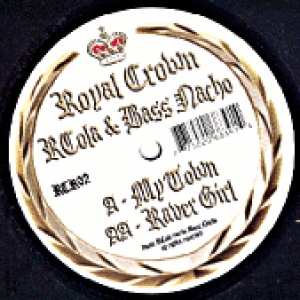 Royal Crown
RCola & Bass Nacho
RCR02
A - My Town
AA - Raver Girl